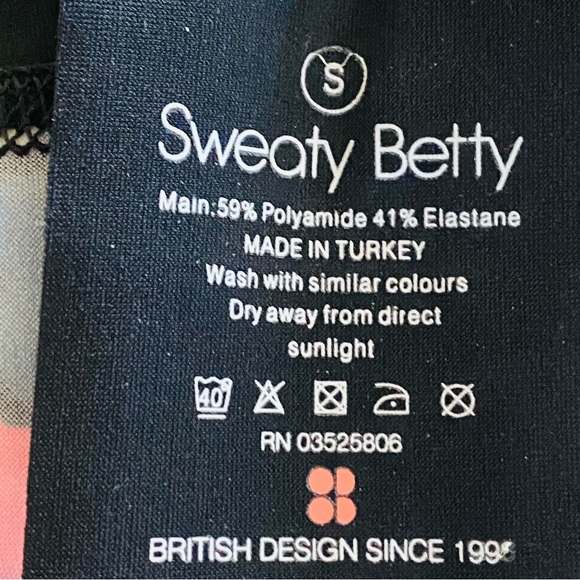 S
Sweaty Betty
Main:59% Polyamide 41% Elastane
MADE IN TURKEY
Wash with similar colours
Dry away from direct
sunlight
40
RN 03525806
BRITISH DESIGN SINCE